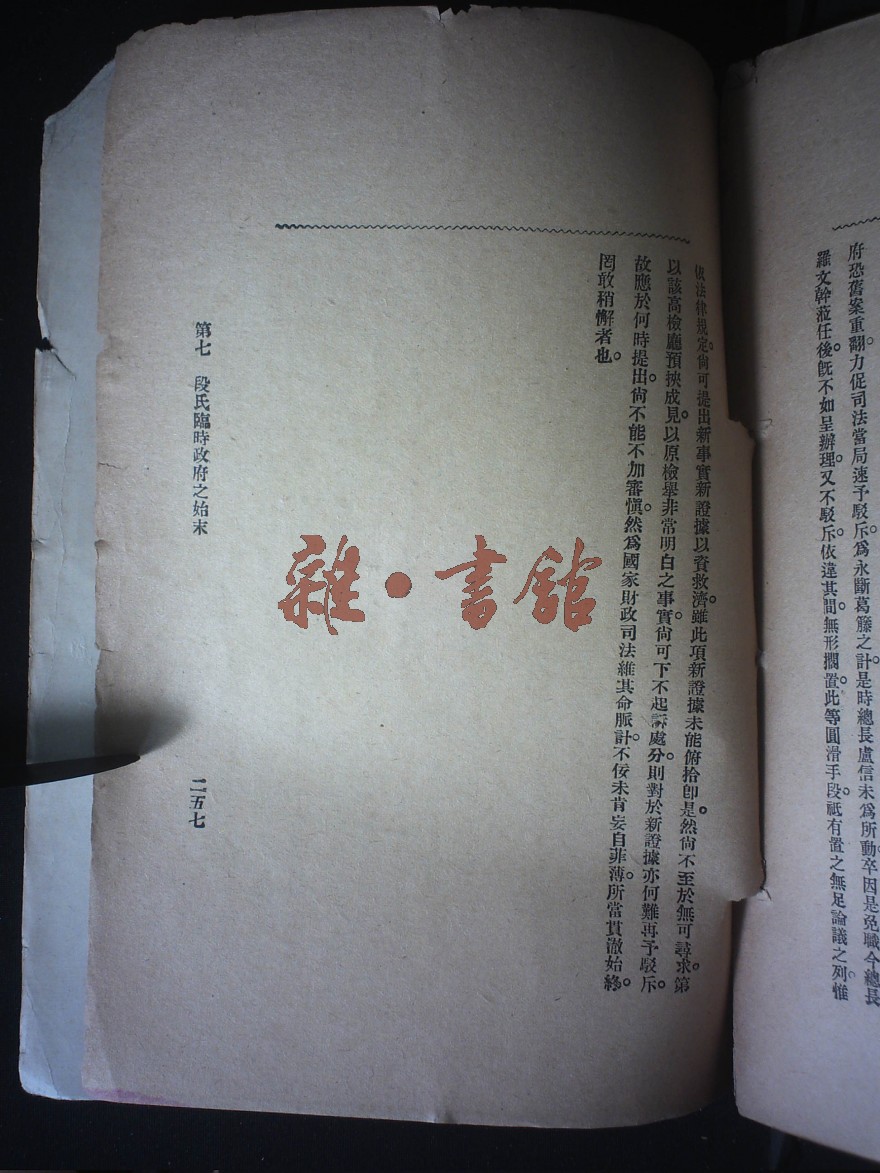 府恐舊案重翻。力促司法當局速予駁斥。爲永斷葛籐之計。是時總長盧信未爲所動。卒因是免職。今總長
羅文幹蒞任後。旣不如呈辦理。又不駁斥。依違其間。無形擱置。此等圓滑手段。祗有置之無足論議之列。惟
依法律規定。尙可提出新事實新證據以資救濟。雖此項新證據未能俯拾卽是。然尙不至於無可尋求。第
以該高檢廳預挾成見。以原檢舉非常明白之事實。尙可下不起訴處分。則對於新證據亦何難再予駁斥。
故應於何時提出。尙不能不加審愼。然爲國家財政司法維其命脈計。不佞未肯妄自菲薄。所當貫澈始終。
罔敢稍懈者也。
第七 段氏臨時政府之始末
二五七
雜·書館